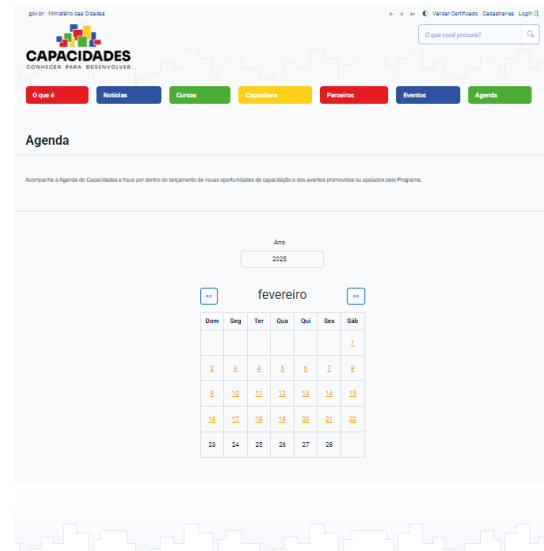 gov.br Ministério das Cidades
A- A A+ Validar Certificado Cadastre-se Login
CAPACIDADES
CONHECER PARA DESENVOLVER
O que você procura?
O que é Notícias Cursos Capacoteca Parceiros Eventos Agenda
Agenda
Acompanhe a Agenda do Capacidades e fique por dentro do lançamento de novas oportunidades de capacitação e dos eventos promovidos ou apoiados pelo Programa.
Ano
2025
<< fevereiro >>
Dom Seg Ter Qua Qui Sex Sáb
1
2 3 4 5 6 7 8
9 10 11 12 13 14 15
16 17 18 19 20 21 22
23 24 25 26 27 28